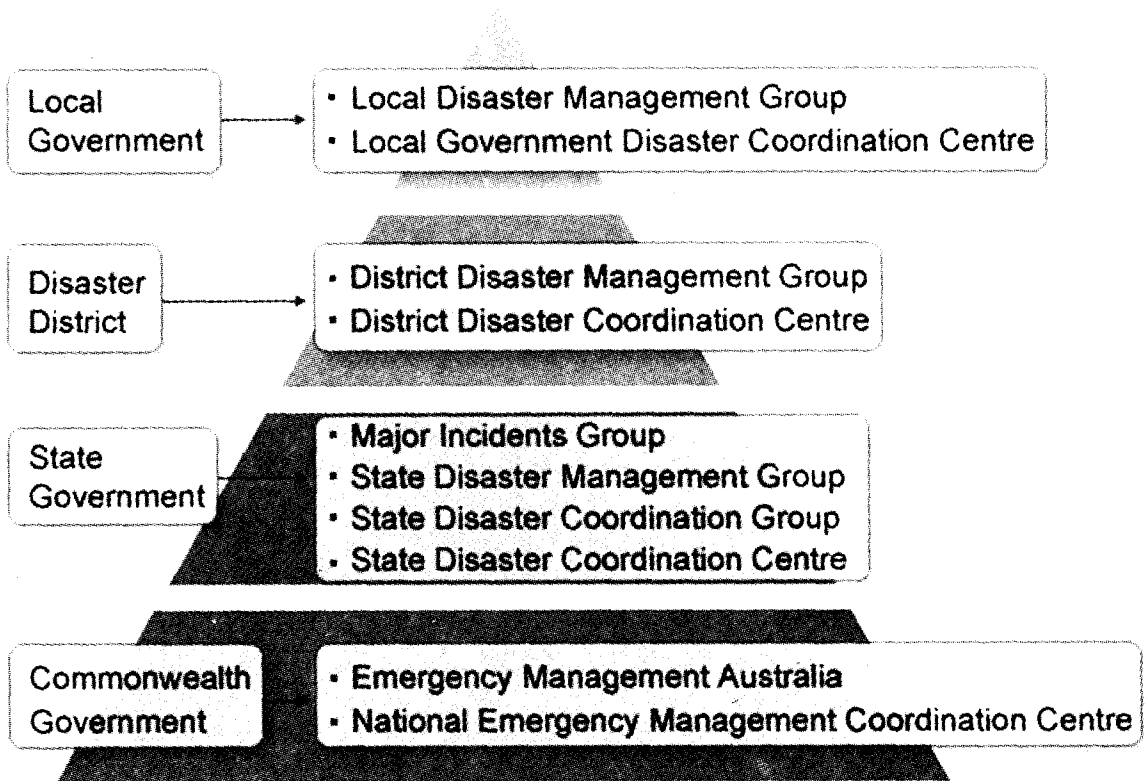 Local
Government
▪ Local Disaster Management Group
▪ Local Government Disaster Coordination Centre
Disaster
District
▪ District Disaster Management Group
▪ District Disaster Coordination Centre
State
Government
▪ Major Incidents Group
▪ State Disaster Management Group
▪ State Disaster Coordination Group
▪ State Disaster Coordination Centre
Commonwealth
Government
▪ Emergency Management Australia
▪ National Emergency Management Coordination Centre